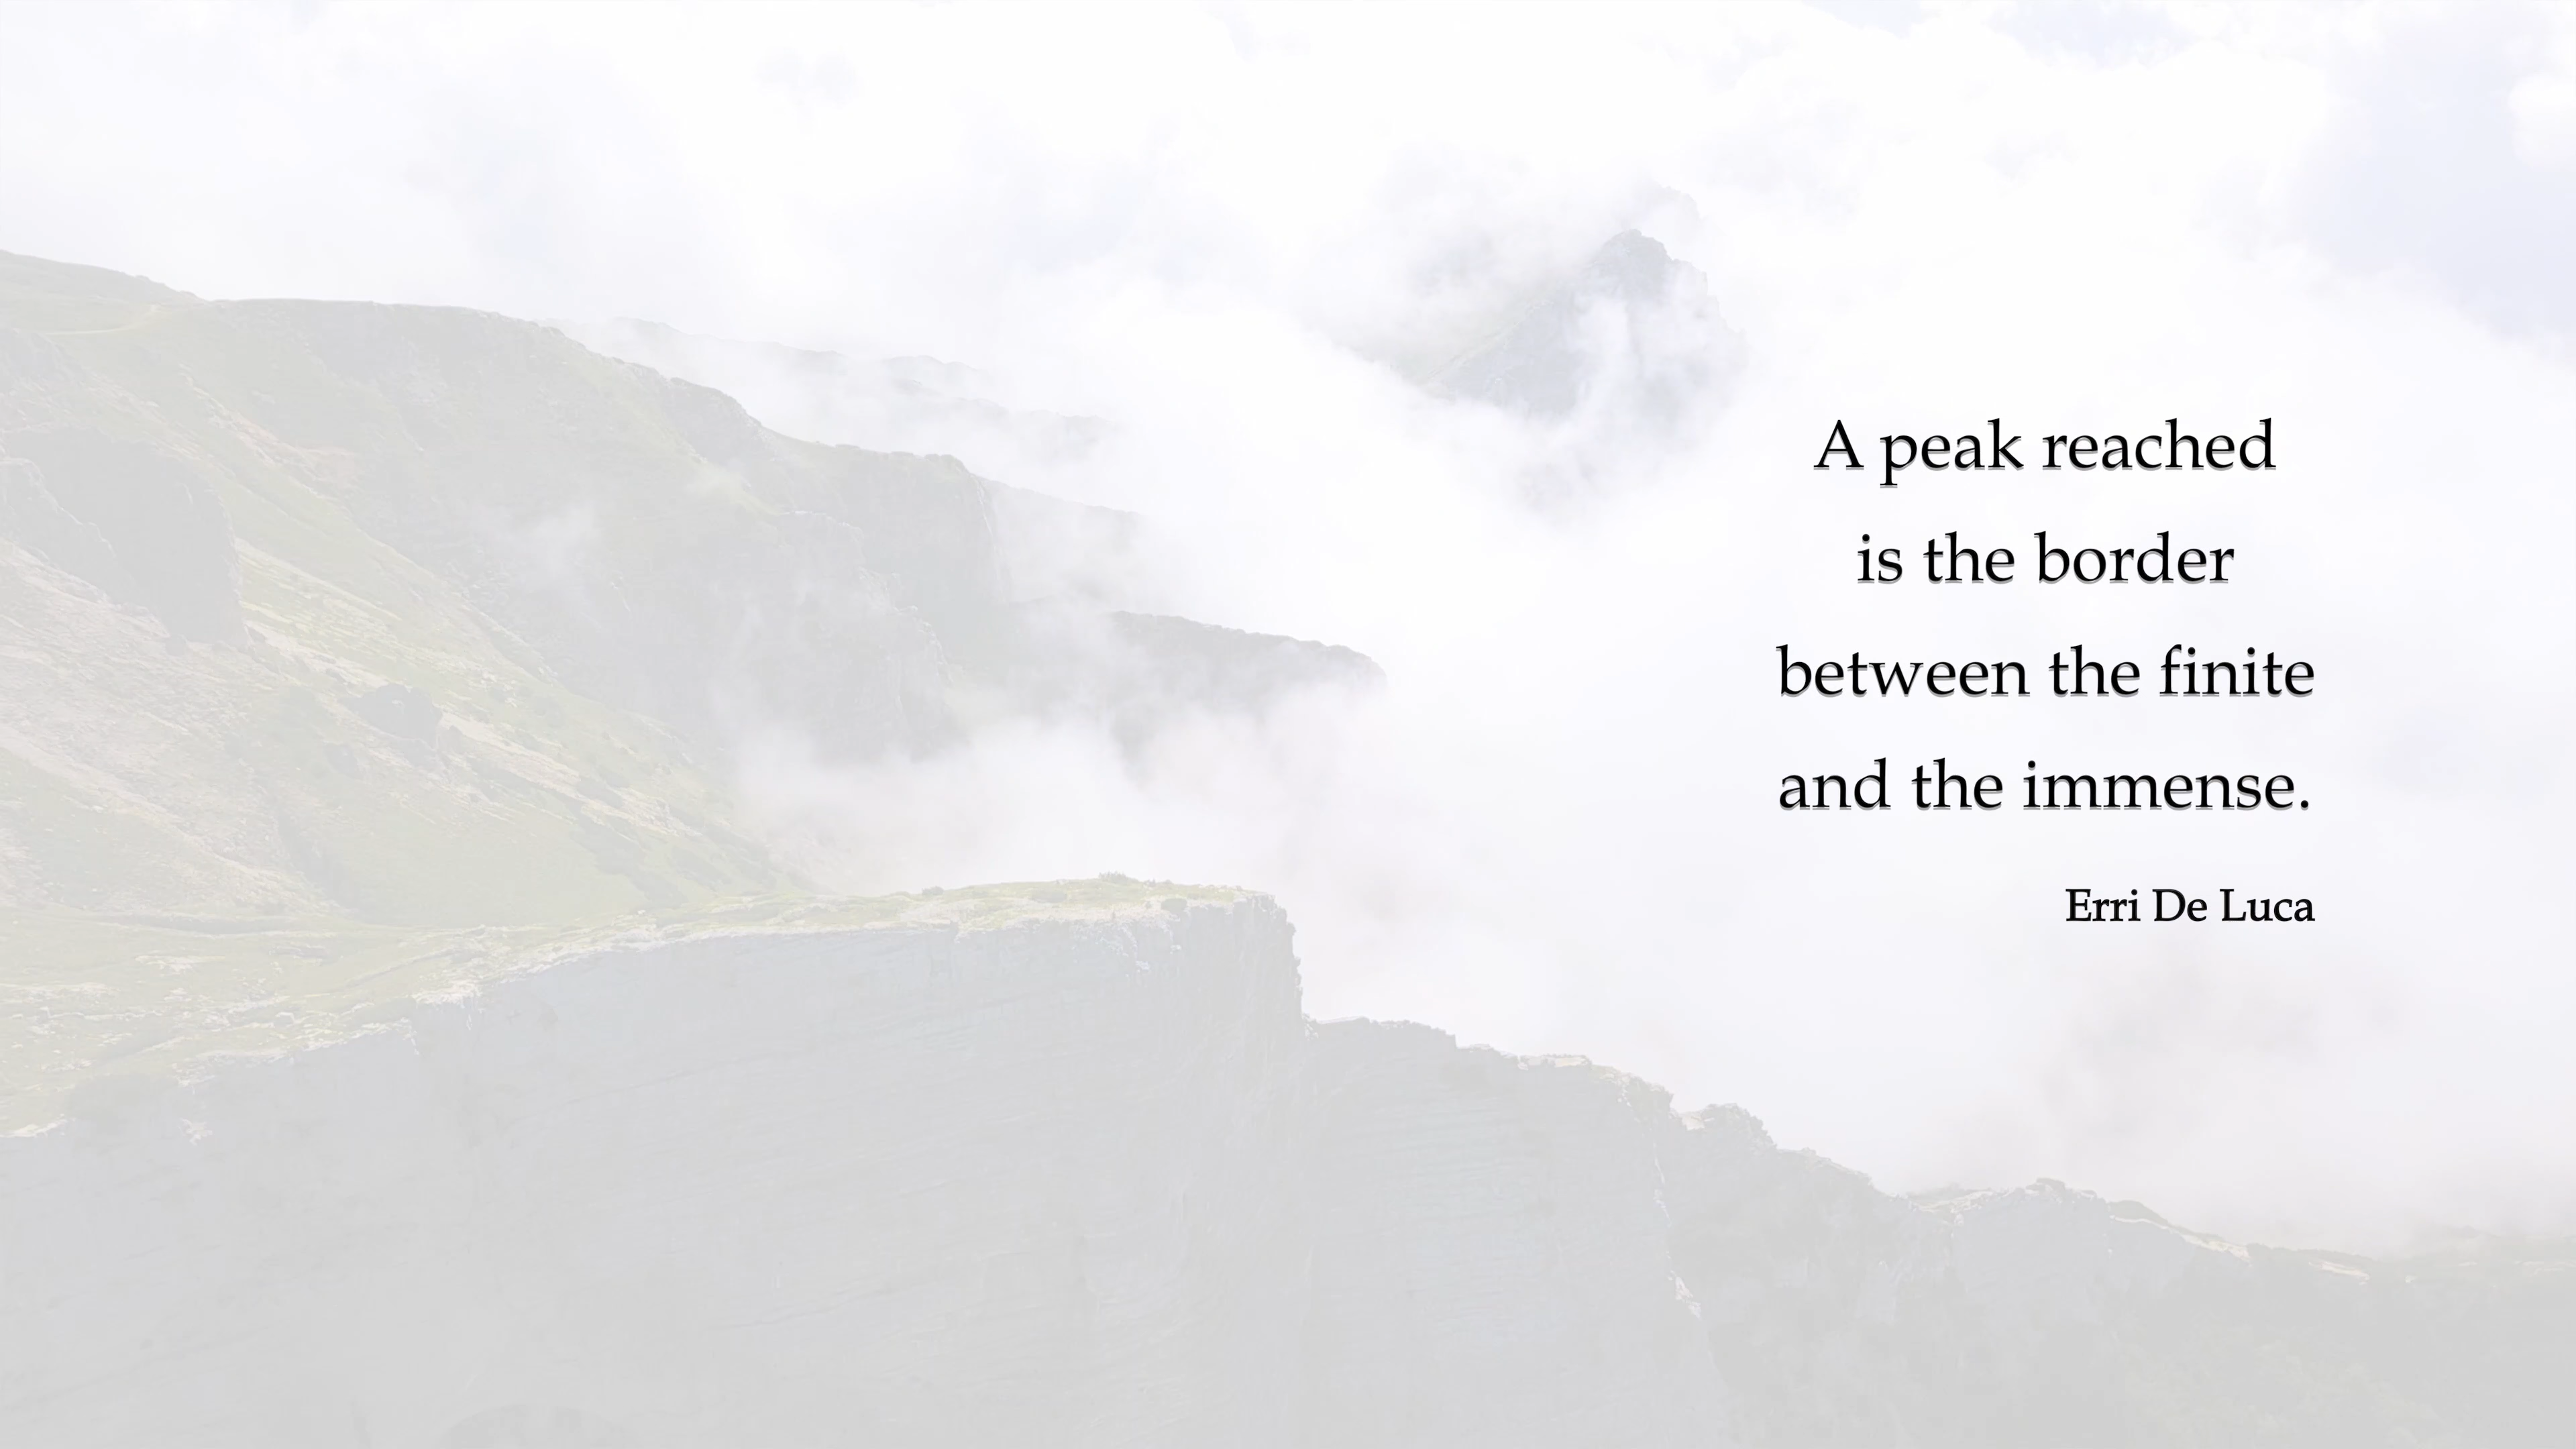 A peak reached
is the border
between the finite
and the immense.
Erri De Luca